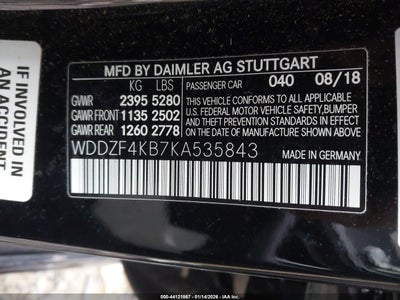 MFD BY DAIMLER AG STUTTGART
KG LBS
PASSENGER CAR 040 08/18
GVWR 2395 5280
GAWR FRONT 1135 2502
GAWR REAR 1260 2778
THIS VEHICLE CONFORMS TO ALL APPLICABLE
U.S. FEDERAL MOTOR VEHICLE SAFETY, BUMPER
AND THEFT PREVENTION STANDARDS IN EFFECT
ON THE DATE OF MANUFACTURE SHOWN ABOVE.
WDDZF4KB7KA535843
MADE IN GERMANY
IF INVOLVED IN
AN ACCIDENT
000-44121867 - 01/14/2026 - IAA Holdings, LLC